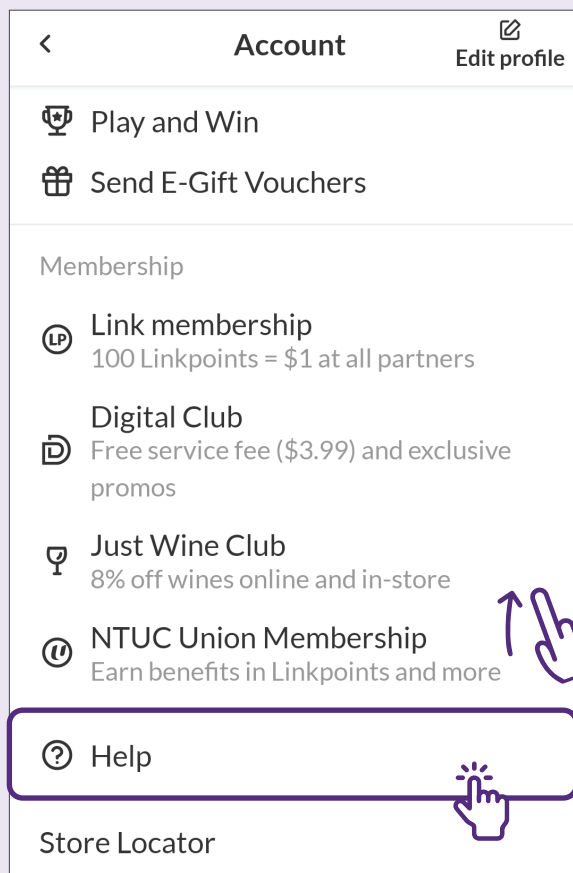 Account
Edit profile
Play and Win
Send E-Gift Vouchers
Membership
LP
Link membership
100 Linkpoints = $1 at all partners
Digital Club
Free service fee ($3.99) and exclusive
promos
Just Wine Club
8% off wines online and in-store
NTUC Union Membership
Earn benefits in Linkpoints and more
Help
Store Locator